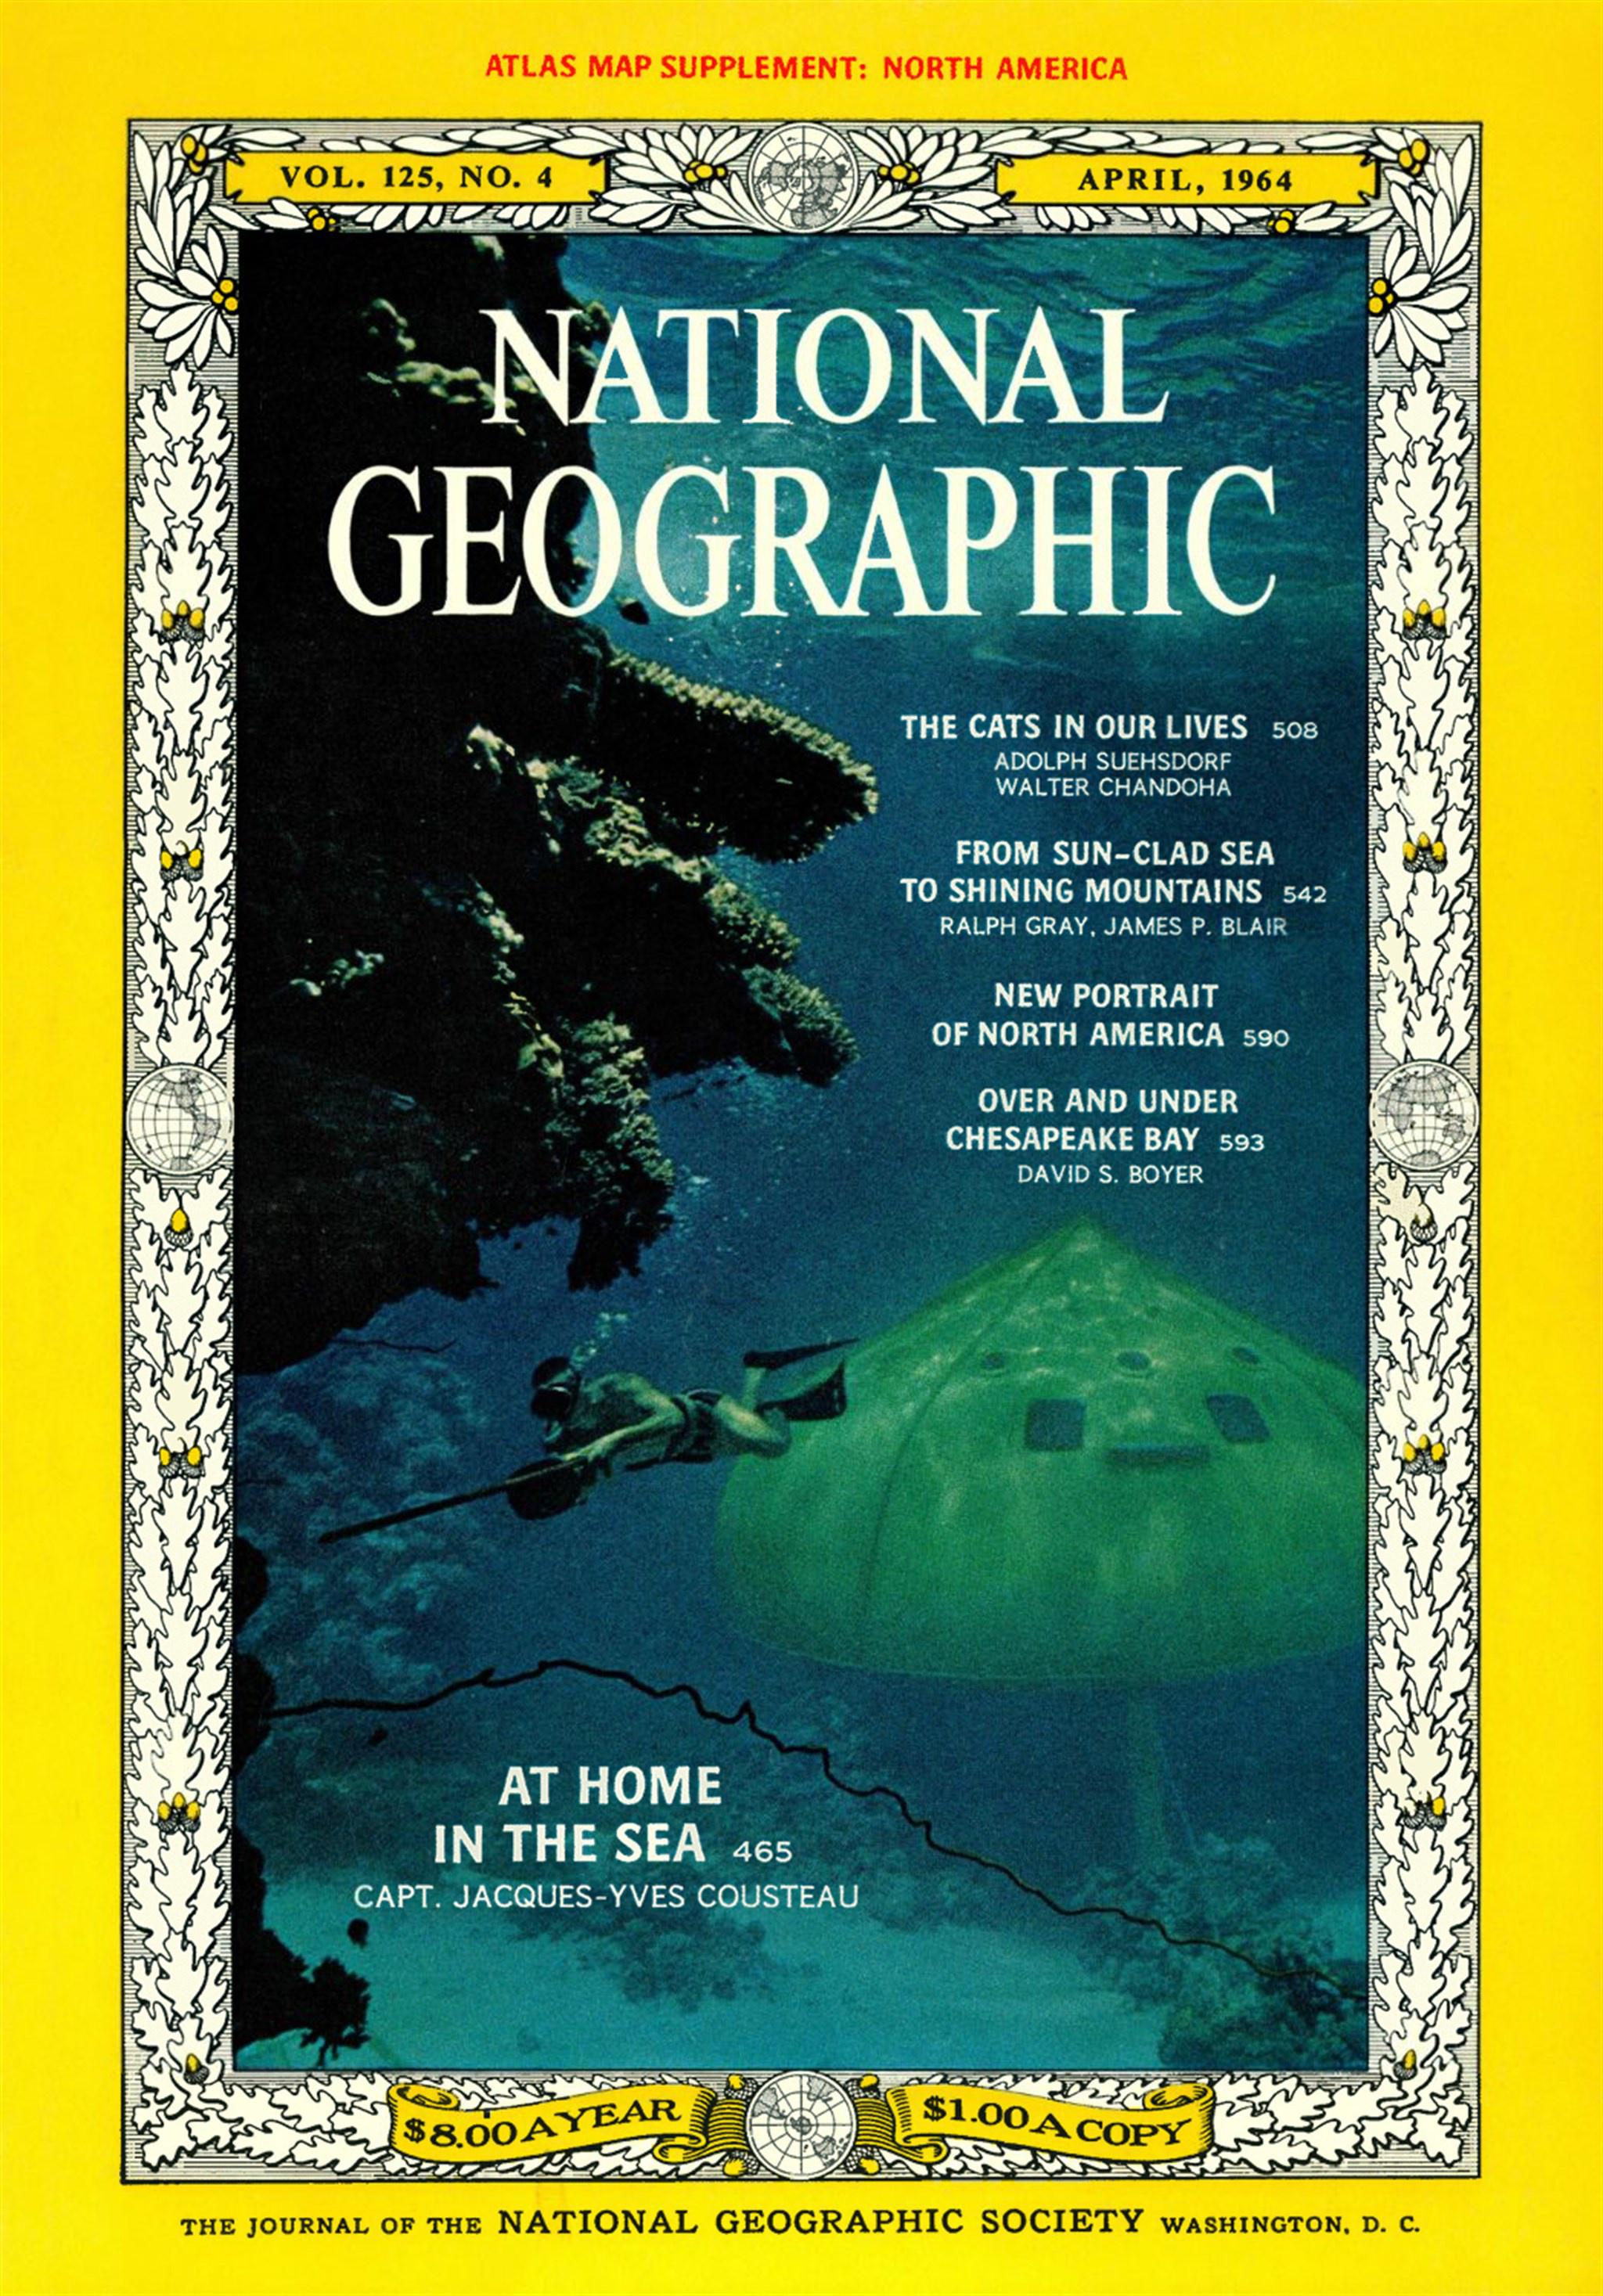 ATLAS MAP SUPPLEMENT: NORTH AMERICA
VOL. 125, NO. 4
APRIL, 1964
NATIONAL
GEOGRAPHIC
THE CATS IN OUR LIVES 508
ADOLPH SUEHSDORF
WALTER CHANDOHA
FROM SUN-CLAD SEA
TO SHINING MOUNTAINS 542
RALPH GRAY, JAMES P. BLAIR
NEW PORTRAIT
OF NORTH AMERICA 590
OVER AND UNDER
CHESAPEAKE BAY 593
DAVID S. BOYER
AT HOME
IN THE SEA 465
CAPT. JACQUES-YVES COUSTEAU
$8.00 A YEAR
$1.00 A COPY
THE JOURNAL OF THE NATIONAL GEOGRAPHIC SOCIETY WASHINGTON, D. C.